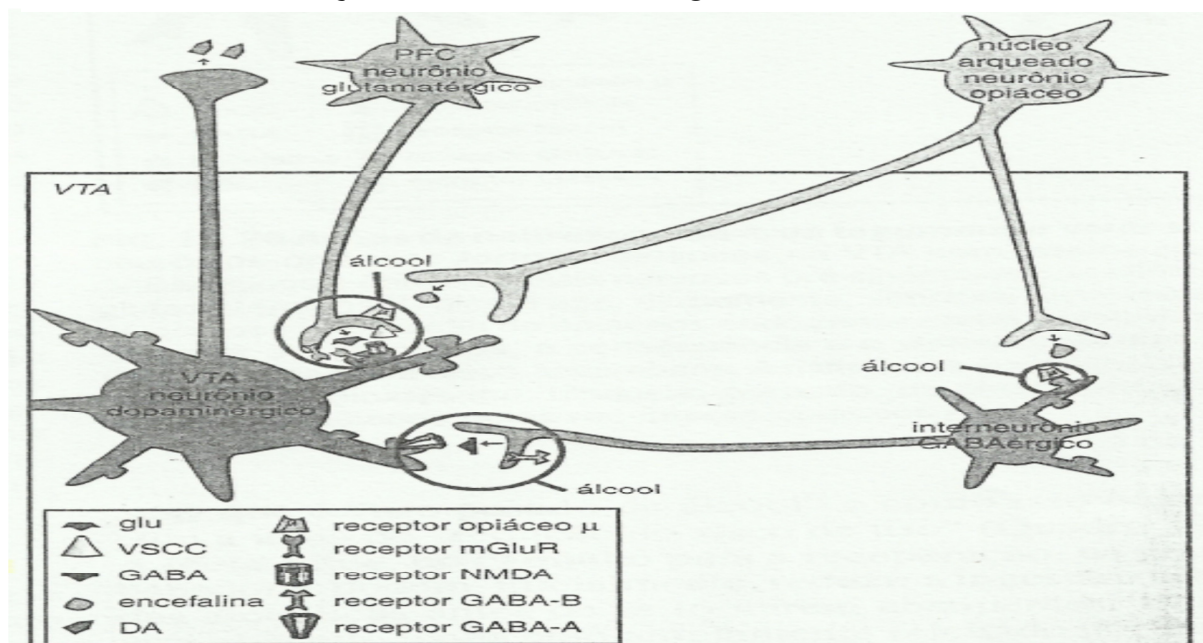 PFC
neurônio
glutamatérgico
núcleo
arqueado
neurônio
opiáceo
VTA
álcool
álcool
VTA
neurônio
dopaminérgico
interneurônio
GABAérgico
álcool
glu
receptor opiáceo μ
VSCC
receptor mGluR
GABA
receptor NMDA
encefalina
receptor GABA-B
DA
receptor GABA-A